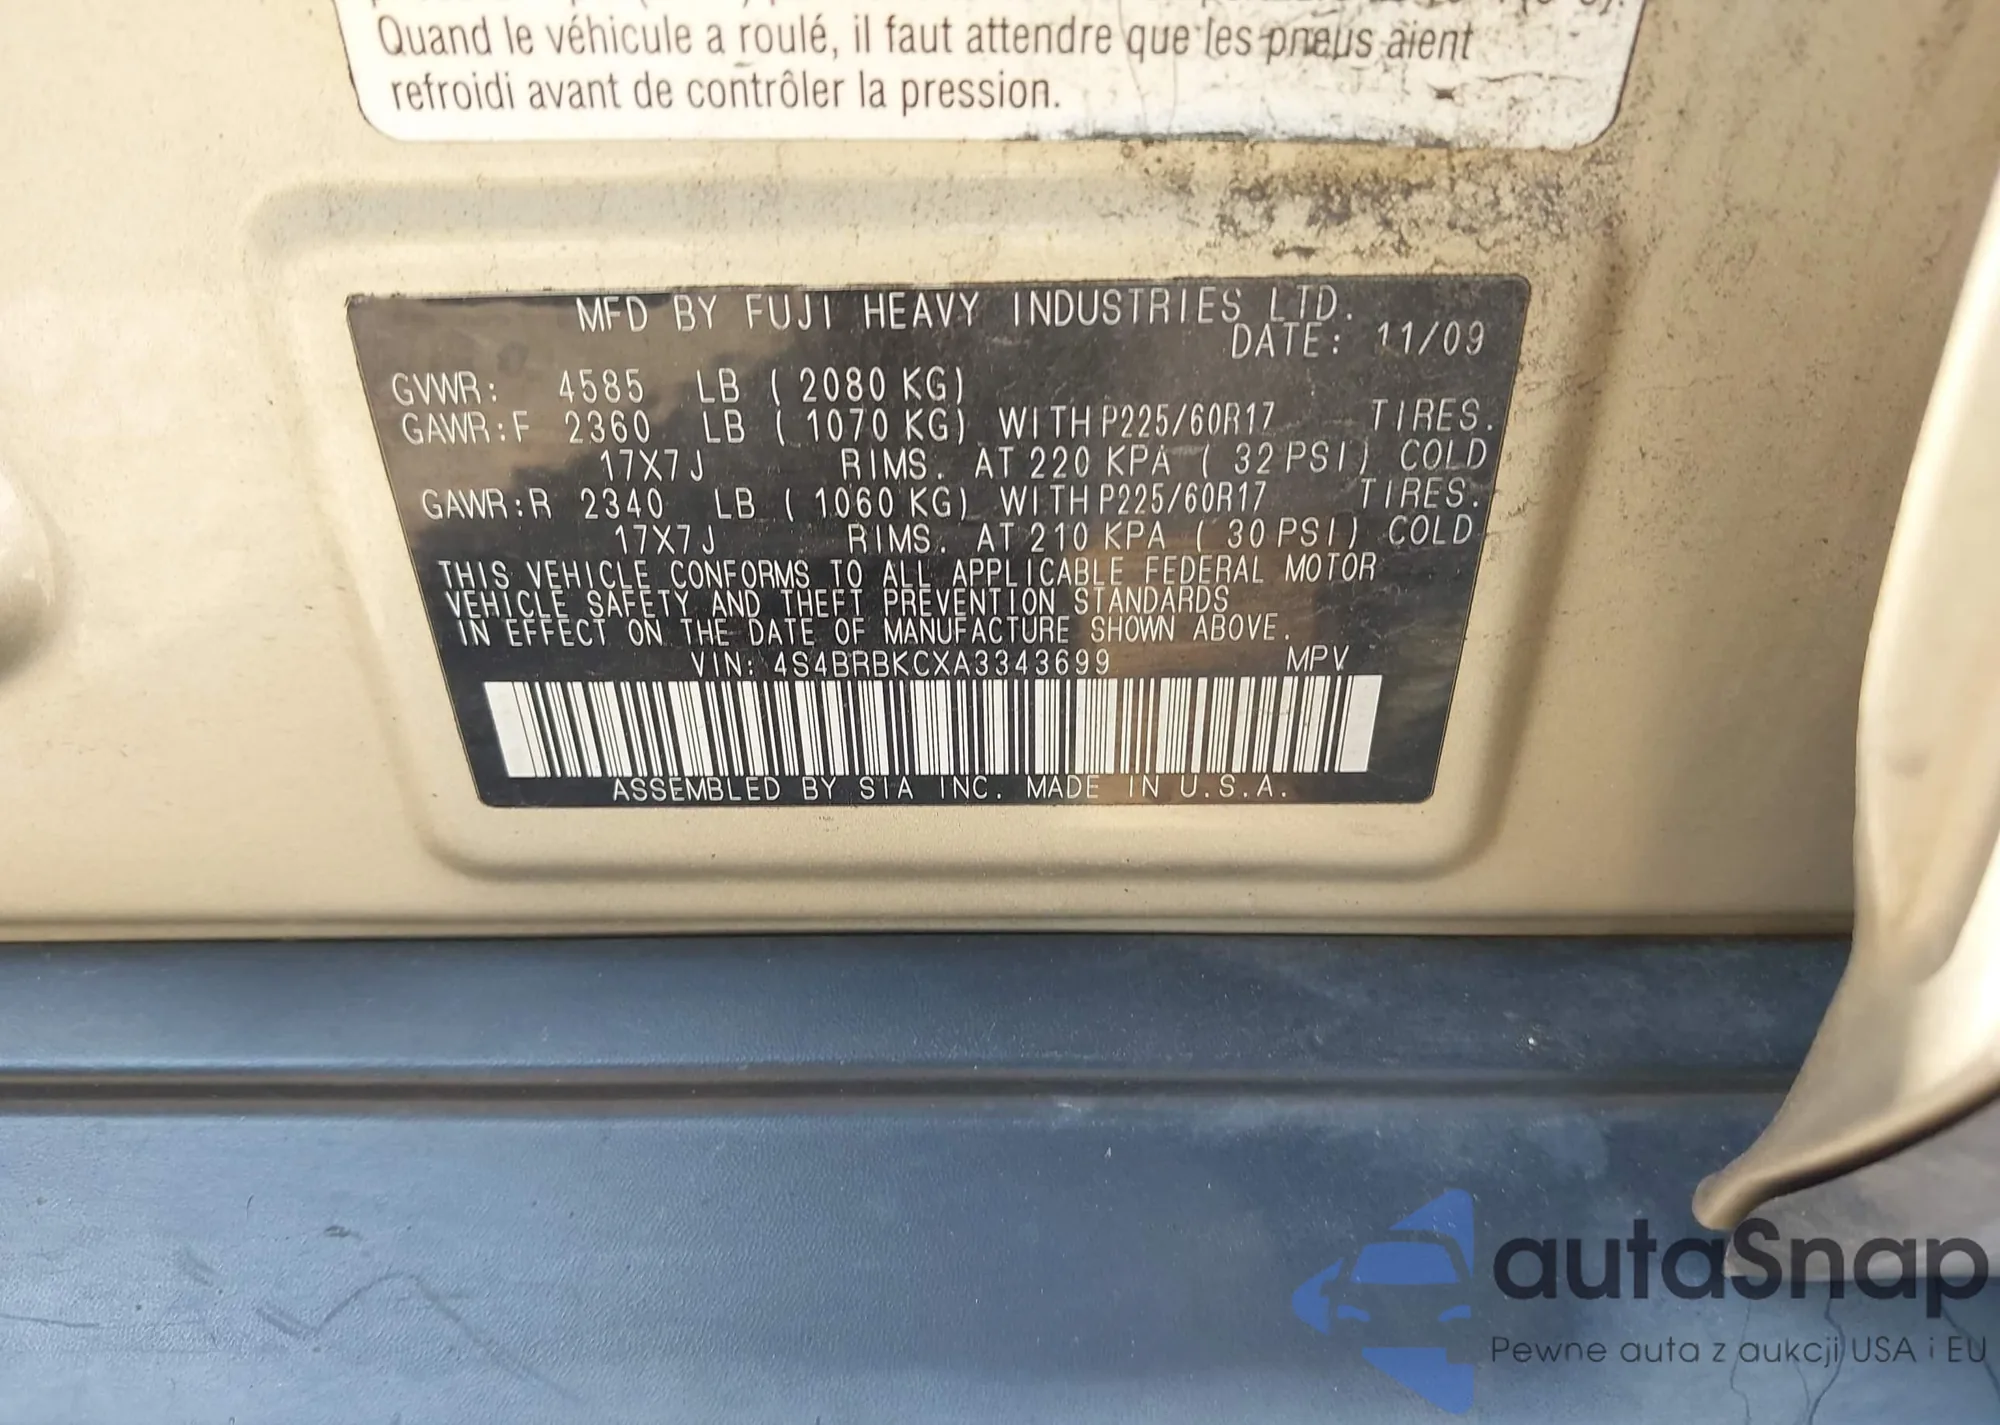 Quand le véhicule a roulé, il faut attendre que les pneus aient
refroidi avant de contrôler la pression.
MFD BY FUJI HEAVY INDUSTRIES LTD.
DATE: 11/09
GVWR: 4585 LB ( 2080 KG)
GAWR:F 2360 LB ( 1070 KG) WITH P225/60R17 TIRES.
17X7J RIMS. AT 220 KPA ( 32 PSI) COLD
GAWR:R 2340 LB ( 1060 KG) WITH P225/60R17 TIRES.
17X7J RIMS. AT 210 KPA ( 30 PSI) COLD
THIS VEHICLE CONFORMS TO ALL APPLICABLE FEDERAL MOTOR
VEHICLE SAFETY AND THEFT PREVENTION STANDARDS
IN EFFECT ON THE DATE OF MANUFACTURE SHOWN ABOVE.
VIN: 4S4BRBKCXA3343699 MPV
ASSEMBLED BY SIA INC. MADE IN U.S.A.
autaSnap
Pewne auta z aukcji USA i EU